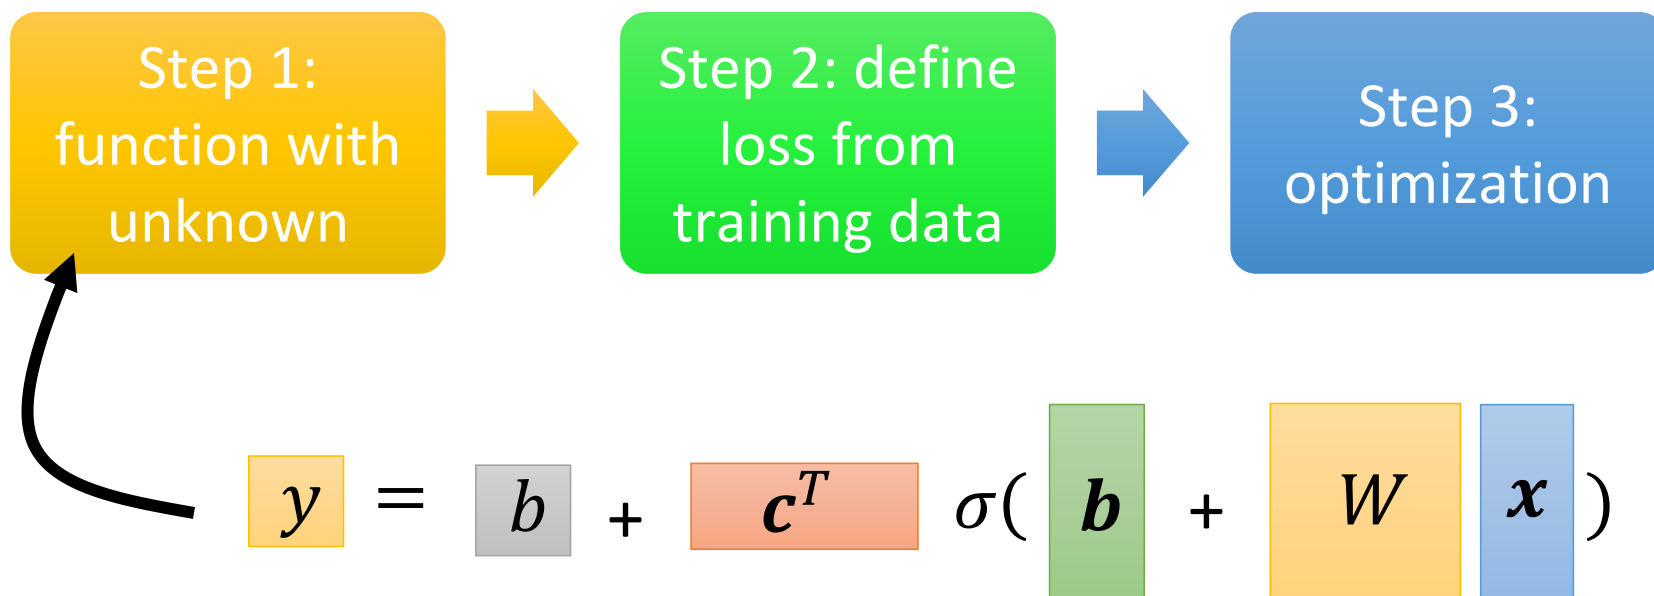 Step 1:
function with
unknown
Step 2: define
loss from
training data
Step 3:
optimization
y = b + c^T σ( b + W x )